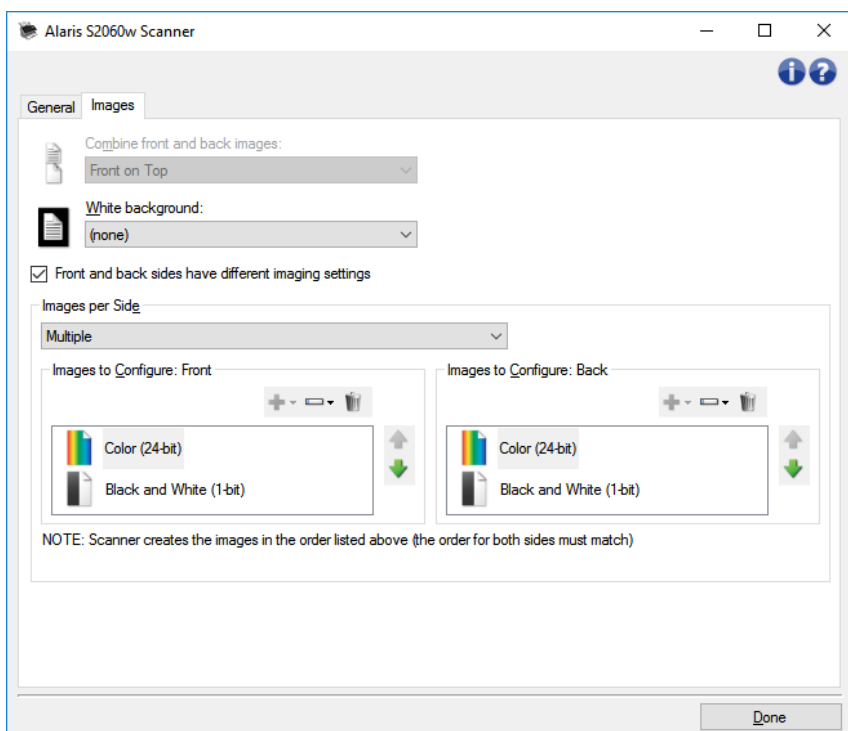 Alaris S2060w Scanner
General Images
Combine front and back images:
Front on Top
White background:
(none)
Front and back sides have different imaging settings
Images per Side
Multiple
Images to Configure: Front
Images to Configure: Back
Color (24-bit)
Black and White (1-bit)
Color (24-bit)
Black and White (1-bit)
NOTE: Scanner creates the images in the order listed above (the order for both sides must match)
Done